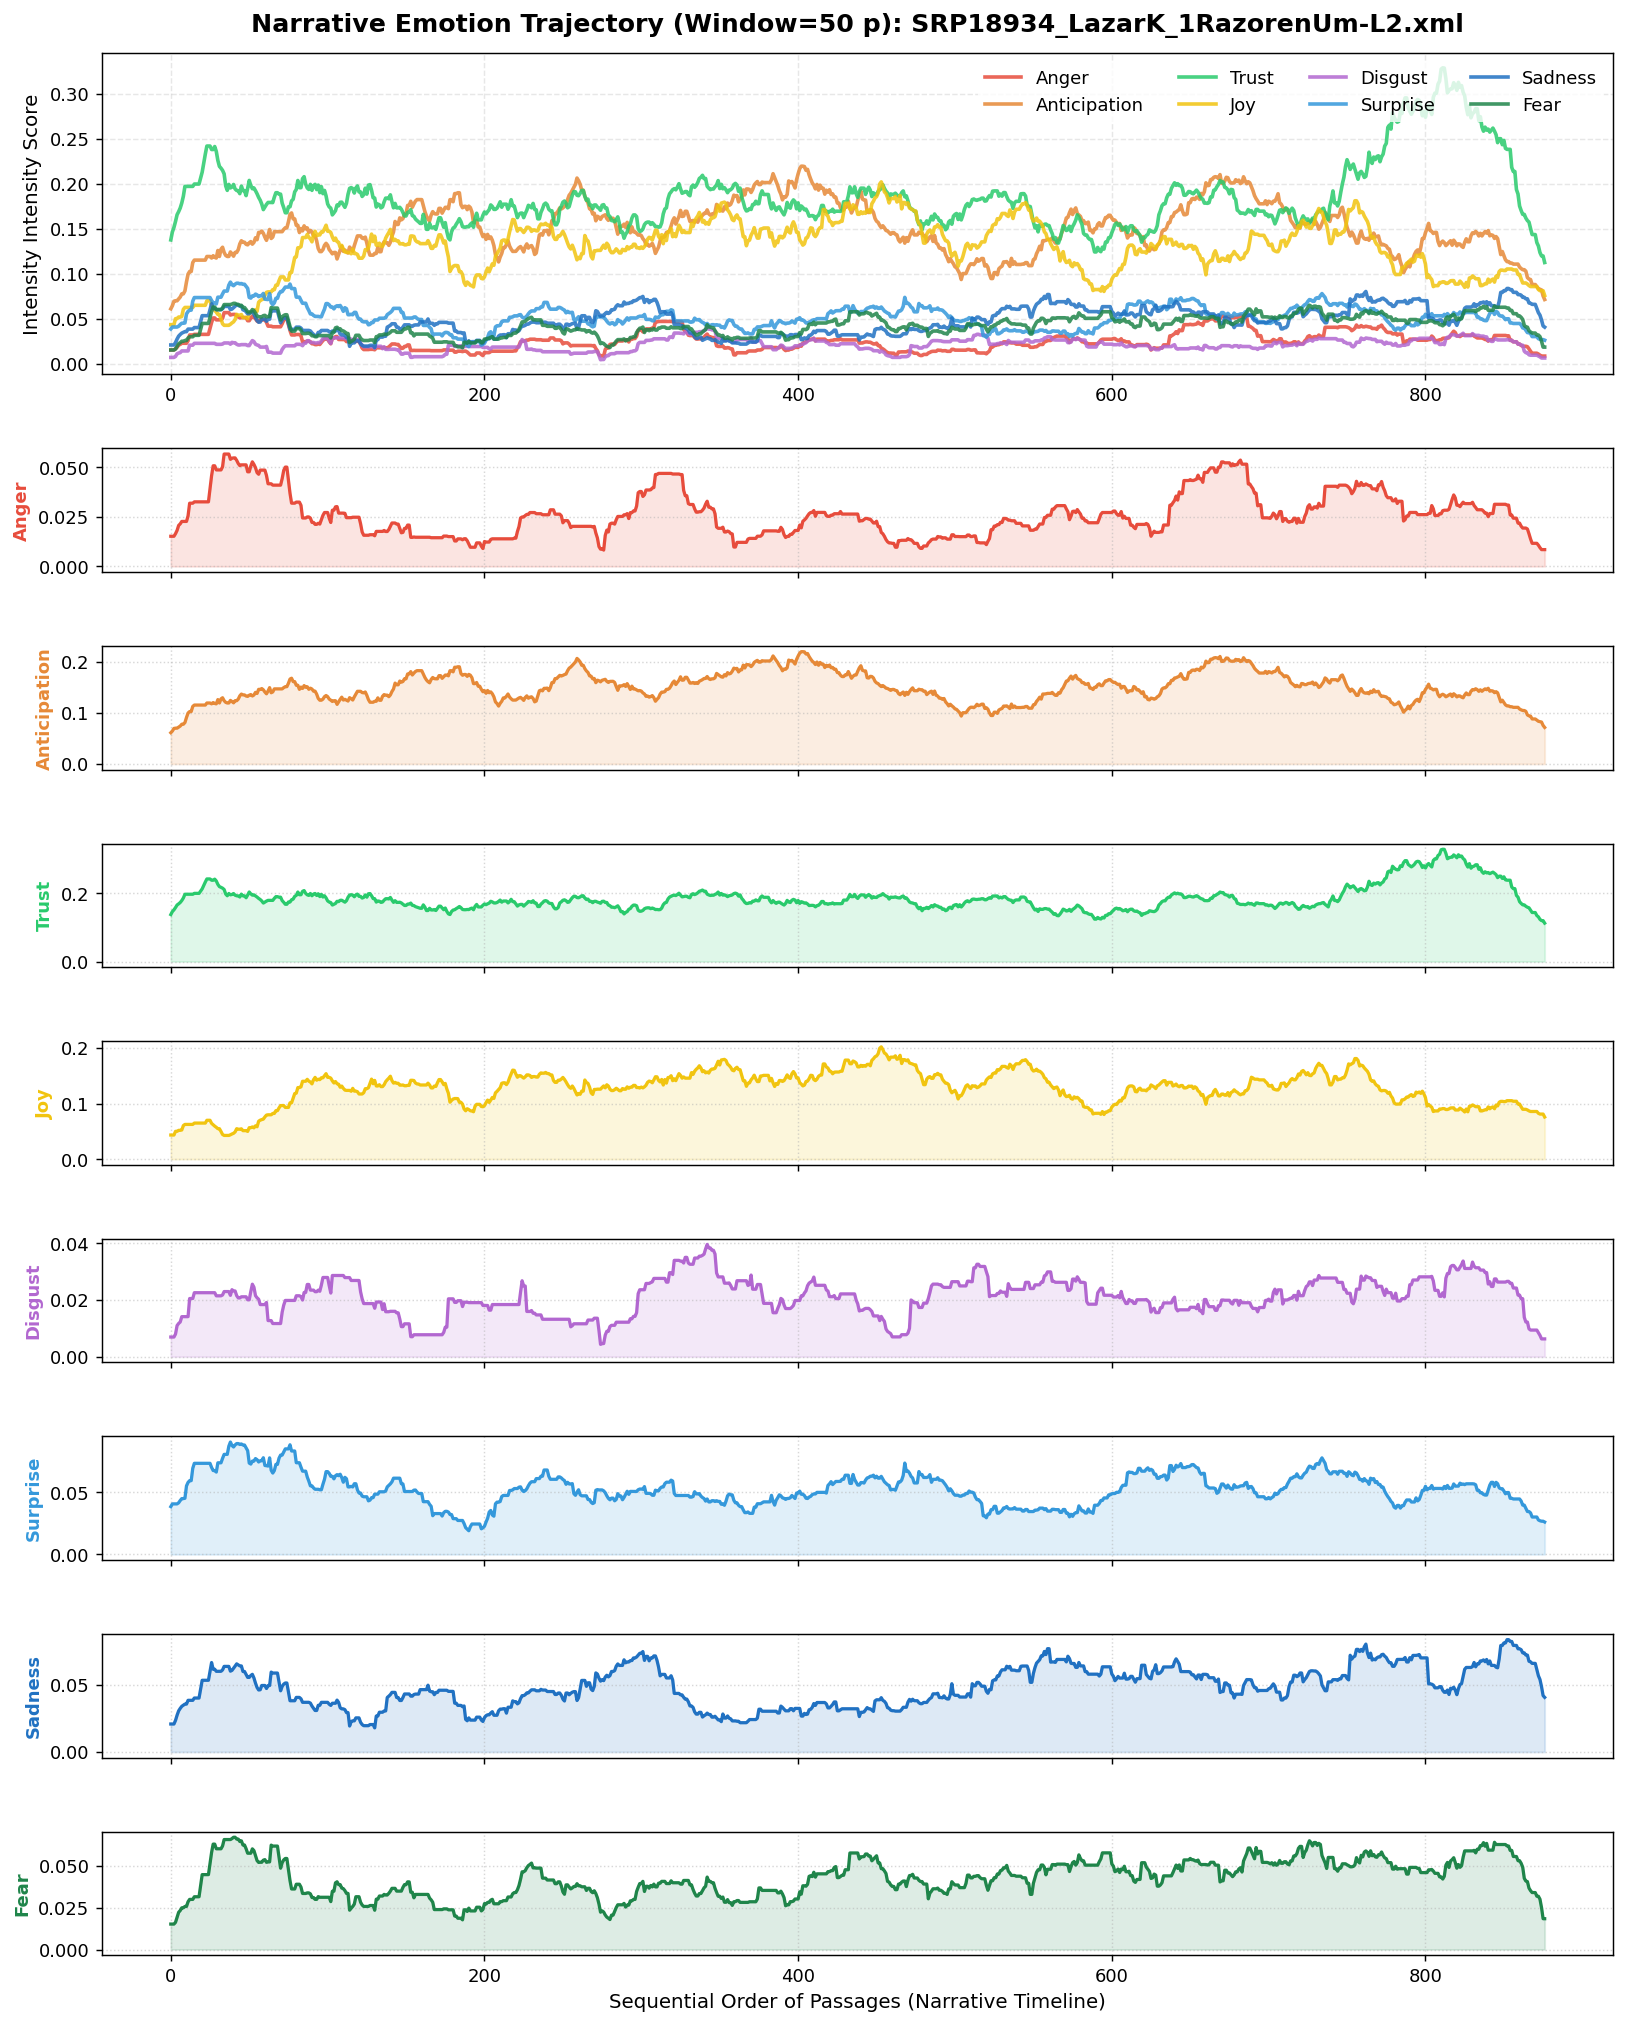 Narrative Emotion Trajectory (Window=50 p): SRP18934_LazarK_1RazorenUm-L2.xml
Intensity Intensity Score
Anger Trust Disgust Sadness
Anticipation Joy Surprise Fear
0.30
0.25
0.20
0.15
0.10
0.05
0.00
0 200 400 600 800
Anger
0.050
0.025
0.000
Anticipation
0.2
0.1
0.0
Trust
0.2
0.0
Joy
0.2
0.1
0.0
Disgust
0.04
0.02
0.00
Surprise
0.05
0.00
Sadness
0.05
0.00
Fear
0.050
0.025
0.000
0 200 400 600 800
Sequential Order of Passages (Narrative Timeline)